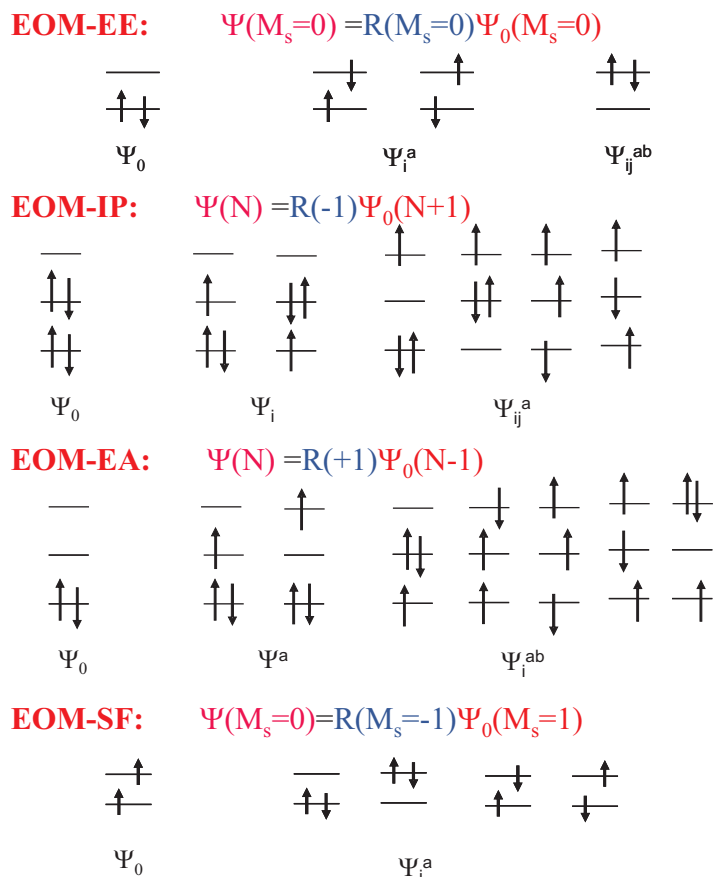 EOM-EE: Ψ(Mₛ=0) =R(Mₛ=0)Ψ₀(Mₛ=0)
Ψ₀ Ψᵢᵃ Ψᵢⱼᵃᵇ
EOM-IP: Ψ(N) =R(-1)Ψ₀(N+1)
Ψ₀ Ψᵢ Ψᵢⱼᵃ
EOM-EA: Ψ(N) =R(+1)Ψ₀(N-1)
Ψ₀ Ψᵃ Ψᵢᵃᵇ
EOM-SF: Ψ(Mₛ=0)=R(Mₛ=-1)Ψ₀(Mₛ=1)
Ψ₀ Ψᵢᵃ